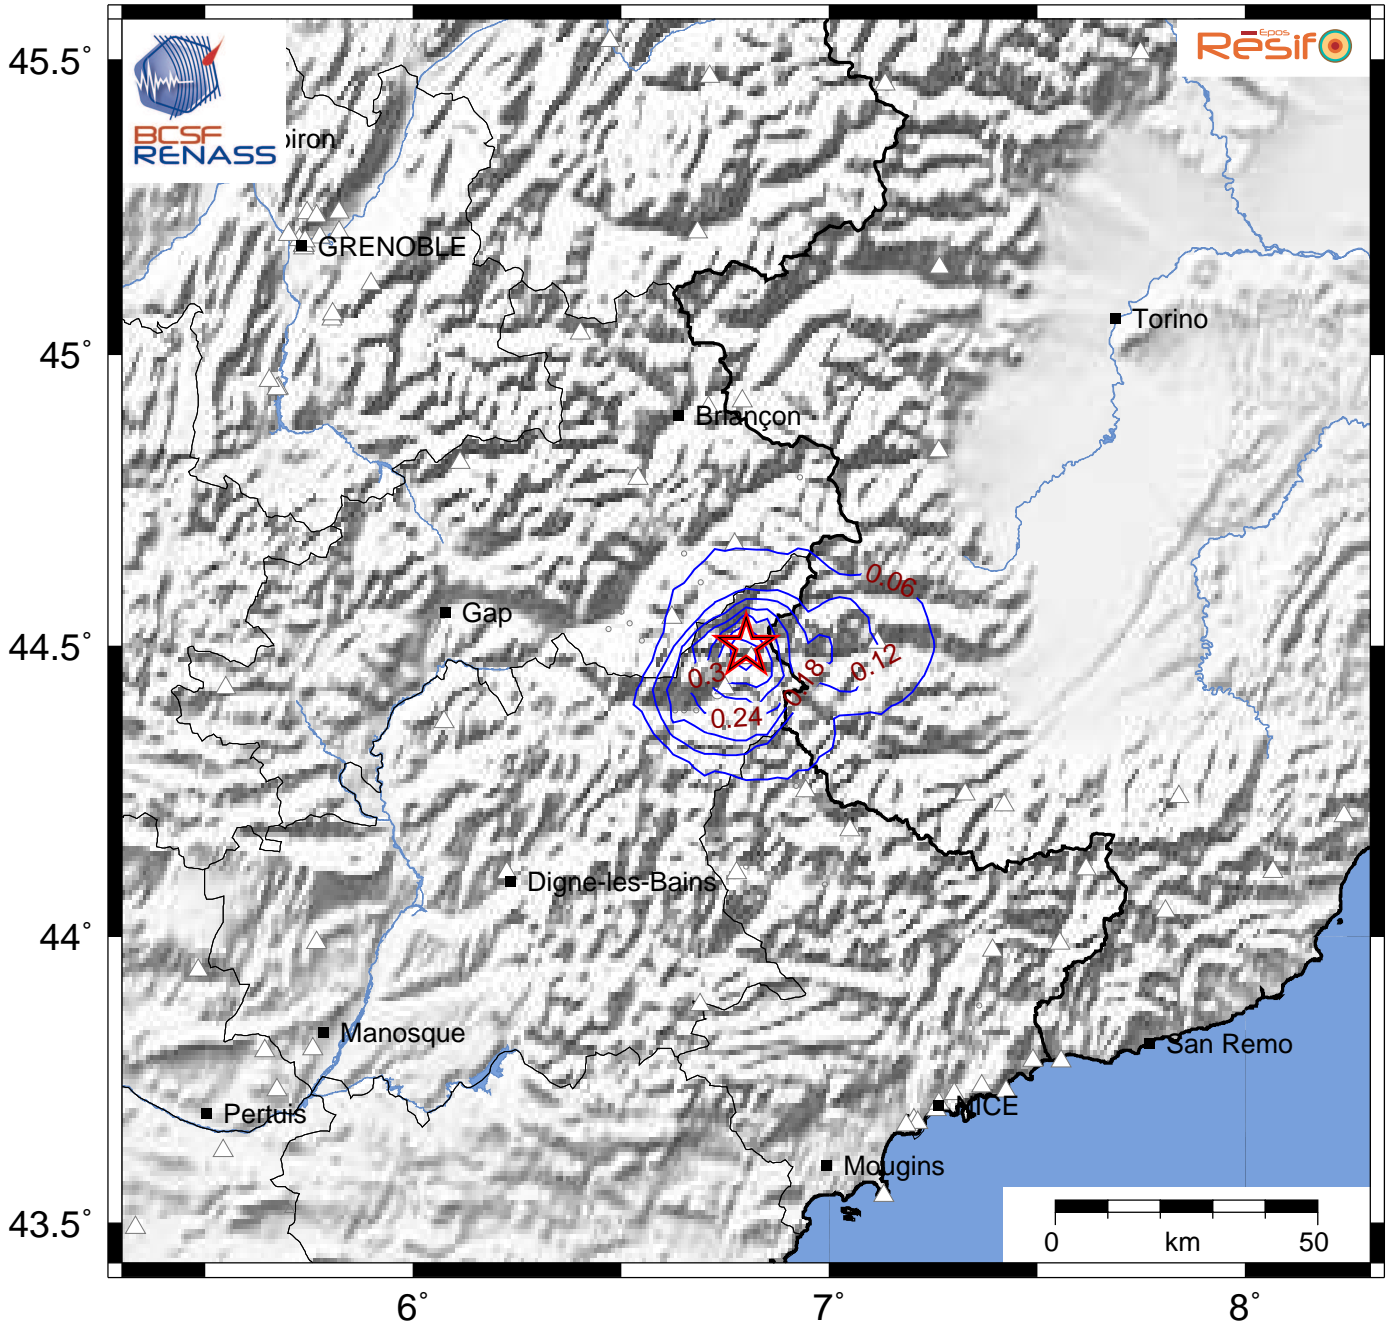 45.5°
Epos
Résif
BCSF
RENASS
GRENOBLE
Torino
45°
Briançon
0.06
Gap
44.5°
0.12
0.3
0.18
0.24
Digne-les-Bains
44°
Manosque
San Remo
Pertuis
NICE
Mougins
43.5°
0 km 50
6° 7° 8°